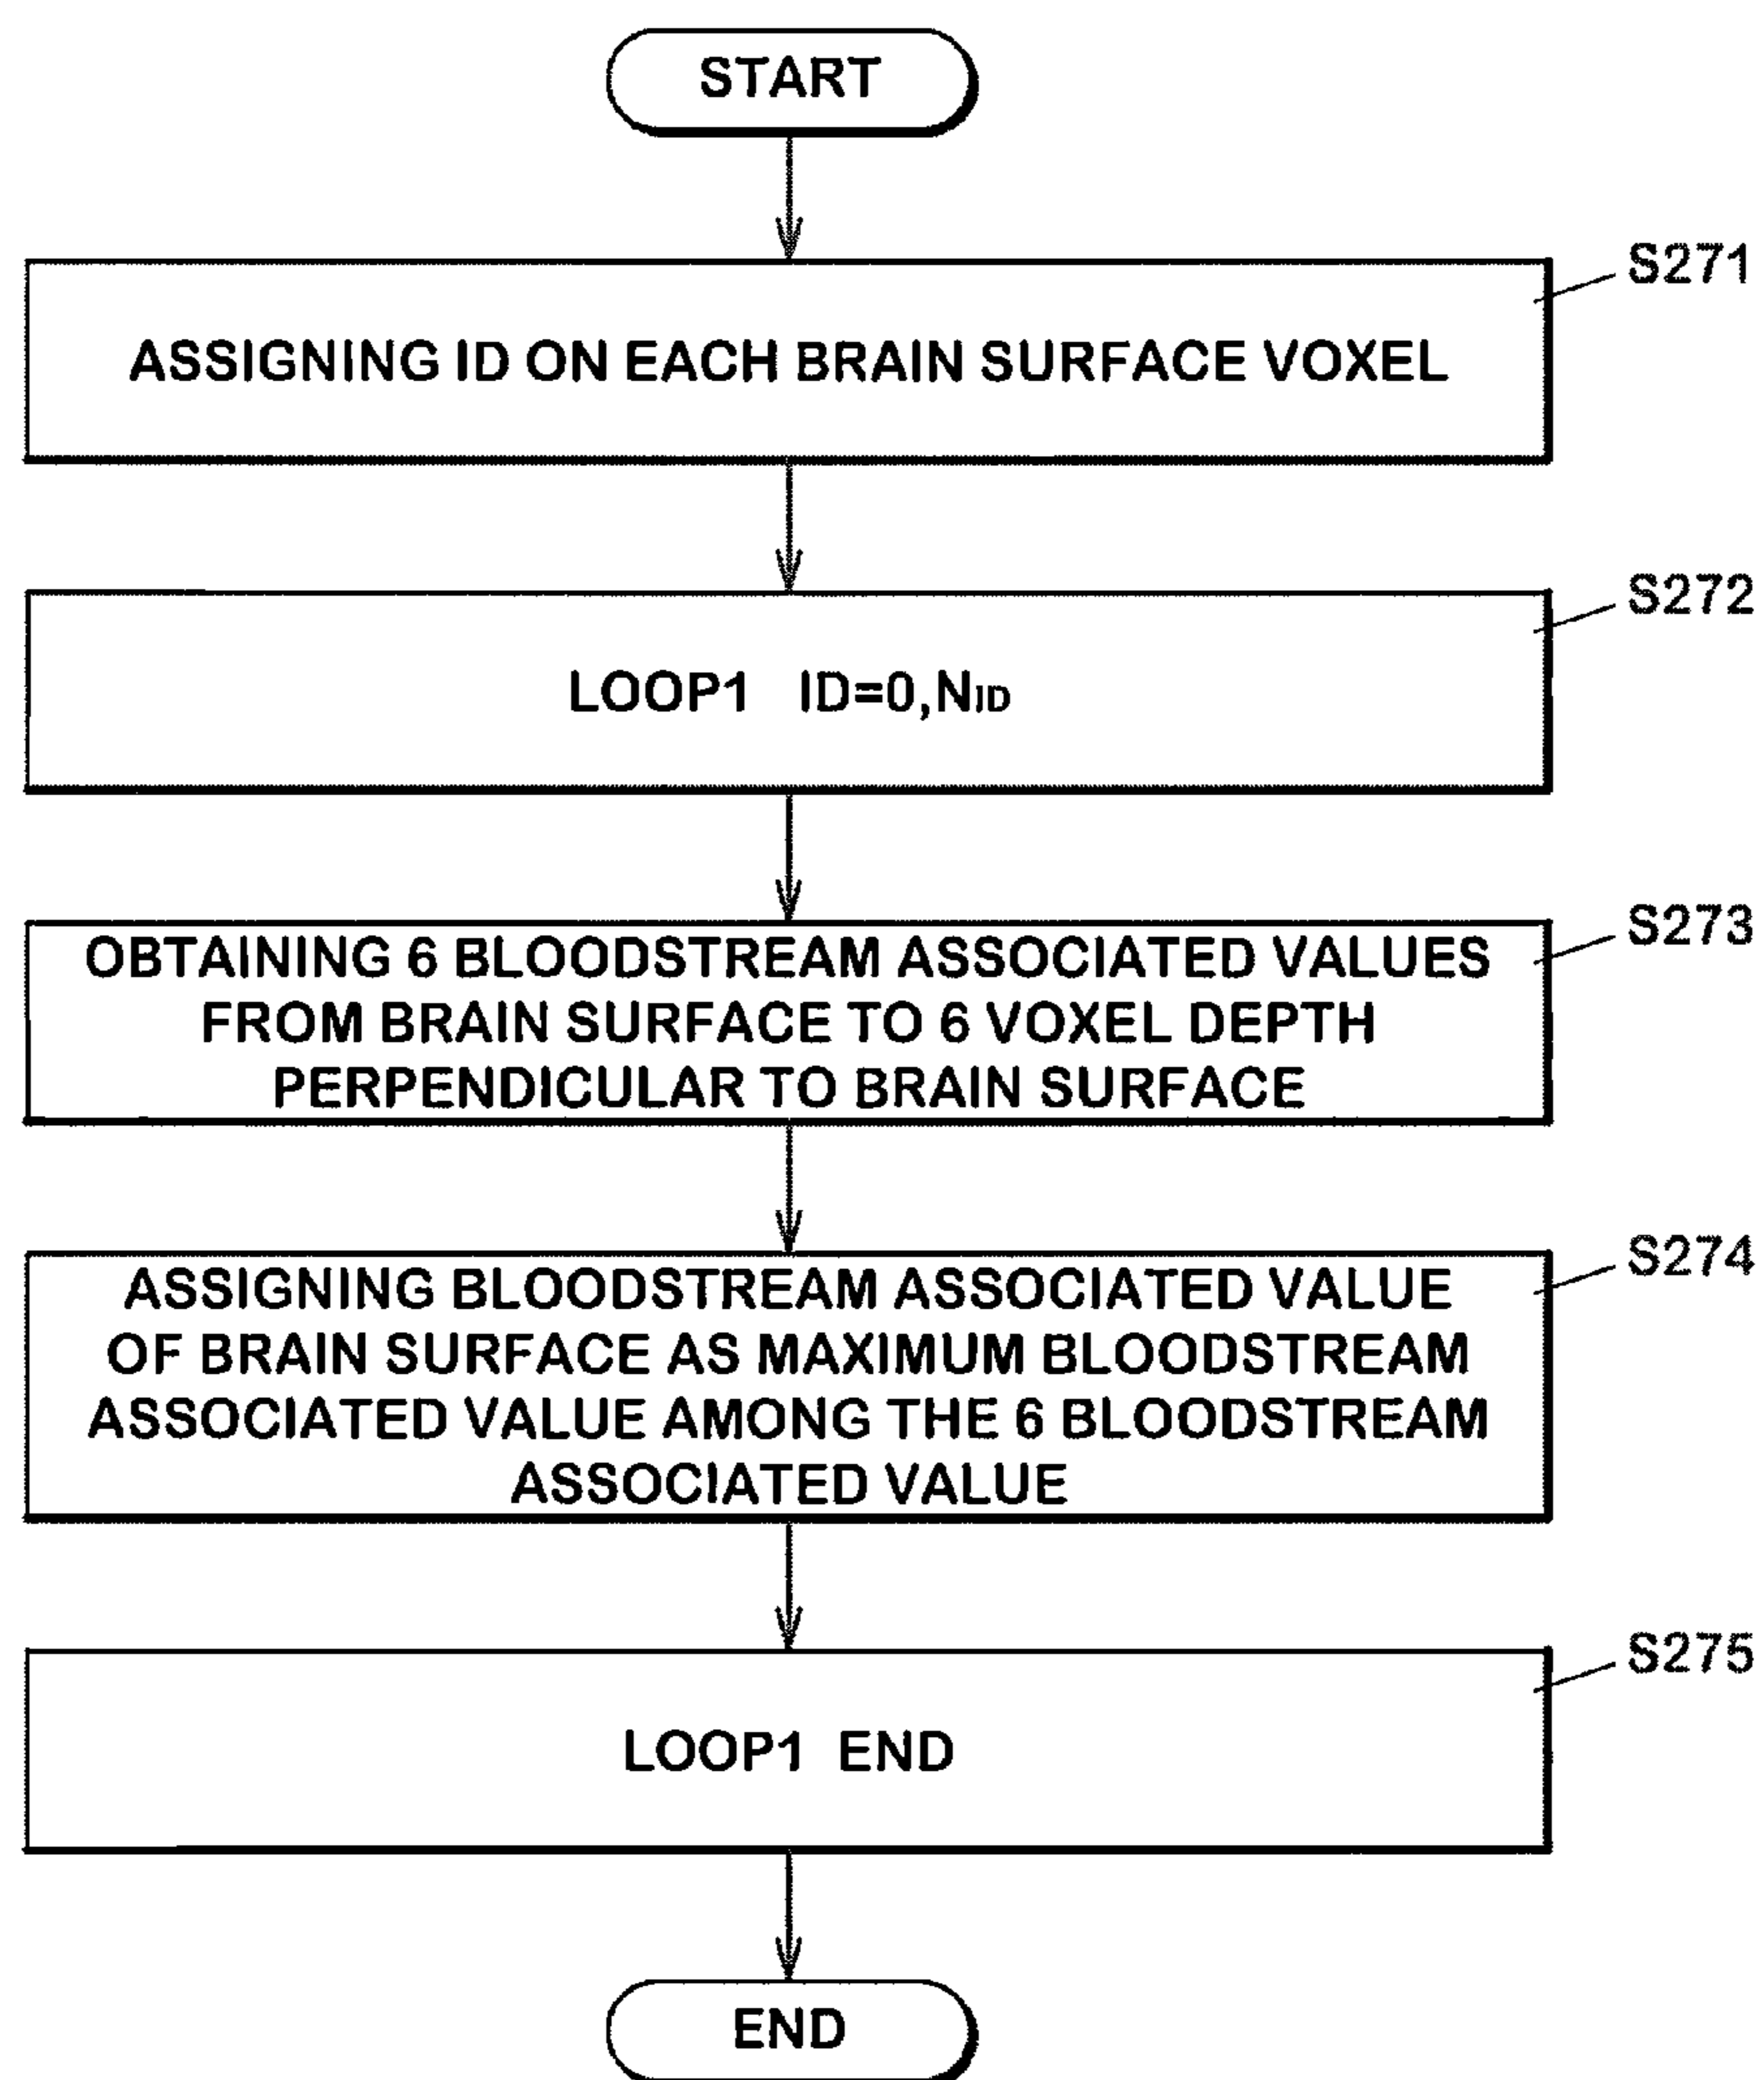 START
S271
ASSIGNING ID ON EACH BRAIN SURFACE VOXEL
S272
LOOP1 ID=0,NID
S273
OBTAINING 6 BLOODSTREAM ASSOCIATED VALUES
FROM BRAIN SURFACE TO 6 VOXEL DEPTH
PERPENDICULAR TO BRAIN SURFACE
S274
ASSIGNING BLOODSTREAM ASSOCIATED VALUE
OF BRAIN SURFACE AS MAXIMUM BLOODSTREAM
ASSOCIATED VALUE AMONG THE 6 BLOODSTREAM
ASSOCIATED VALUE
S275
LOOP1 END
END